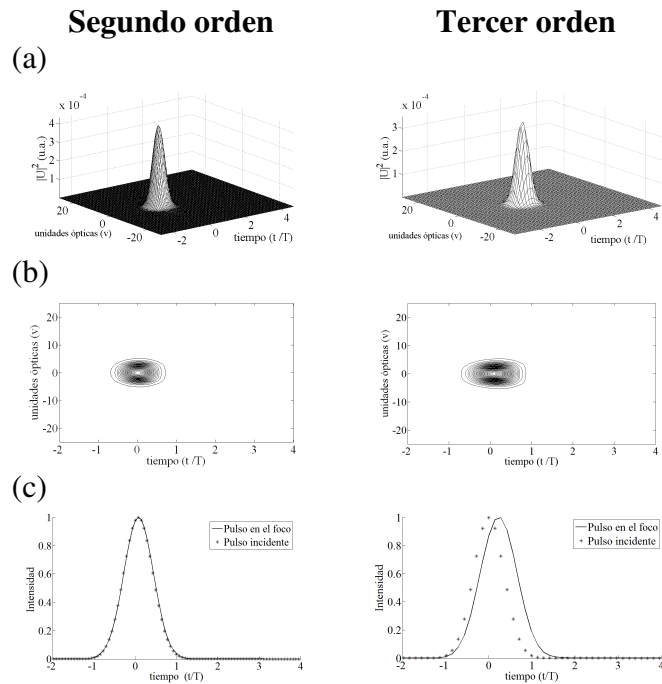 Segundo orden
Tercer orden
(a)
x 10-4
4
3
2
1
|U|2 (u.a.)
20
0
-20
unidades ópticas (v)
-2
0
2
4
tiempo (t /T)
x 10-4
3
2
1
|U|2 (u.a.)
20
0
-20
unidades ópticas (v)
-2
0
2
4
tiempo (t /T)
(b)
20
10
0
-10
-20
unidades ópticas (v)
-2
-1
0
1
2
3
4
tiempo (t /T)
20
10
0
-10
-20
unidades ópticas (v)
-2
-1
0
1
2
3
4
tiempo (t /T)
(c)
1
0.8
0.6
0.4
0.2
0
Intensidad
Pulso en el foco
Pulso incidente
-2
-1
0
1
2
3
4
tiempo (t/T)
1
0.8
0.6
0.4
0.2
0
Intensidad
Pulso en el foco
Pulso incidente
-2
-1
0
1
2
3
4
tiempo (t/T)